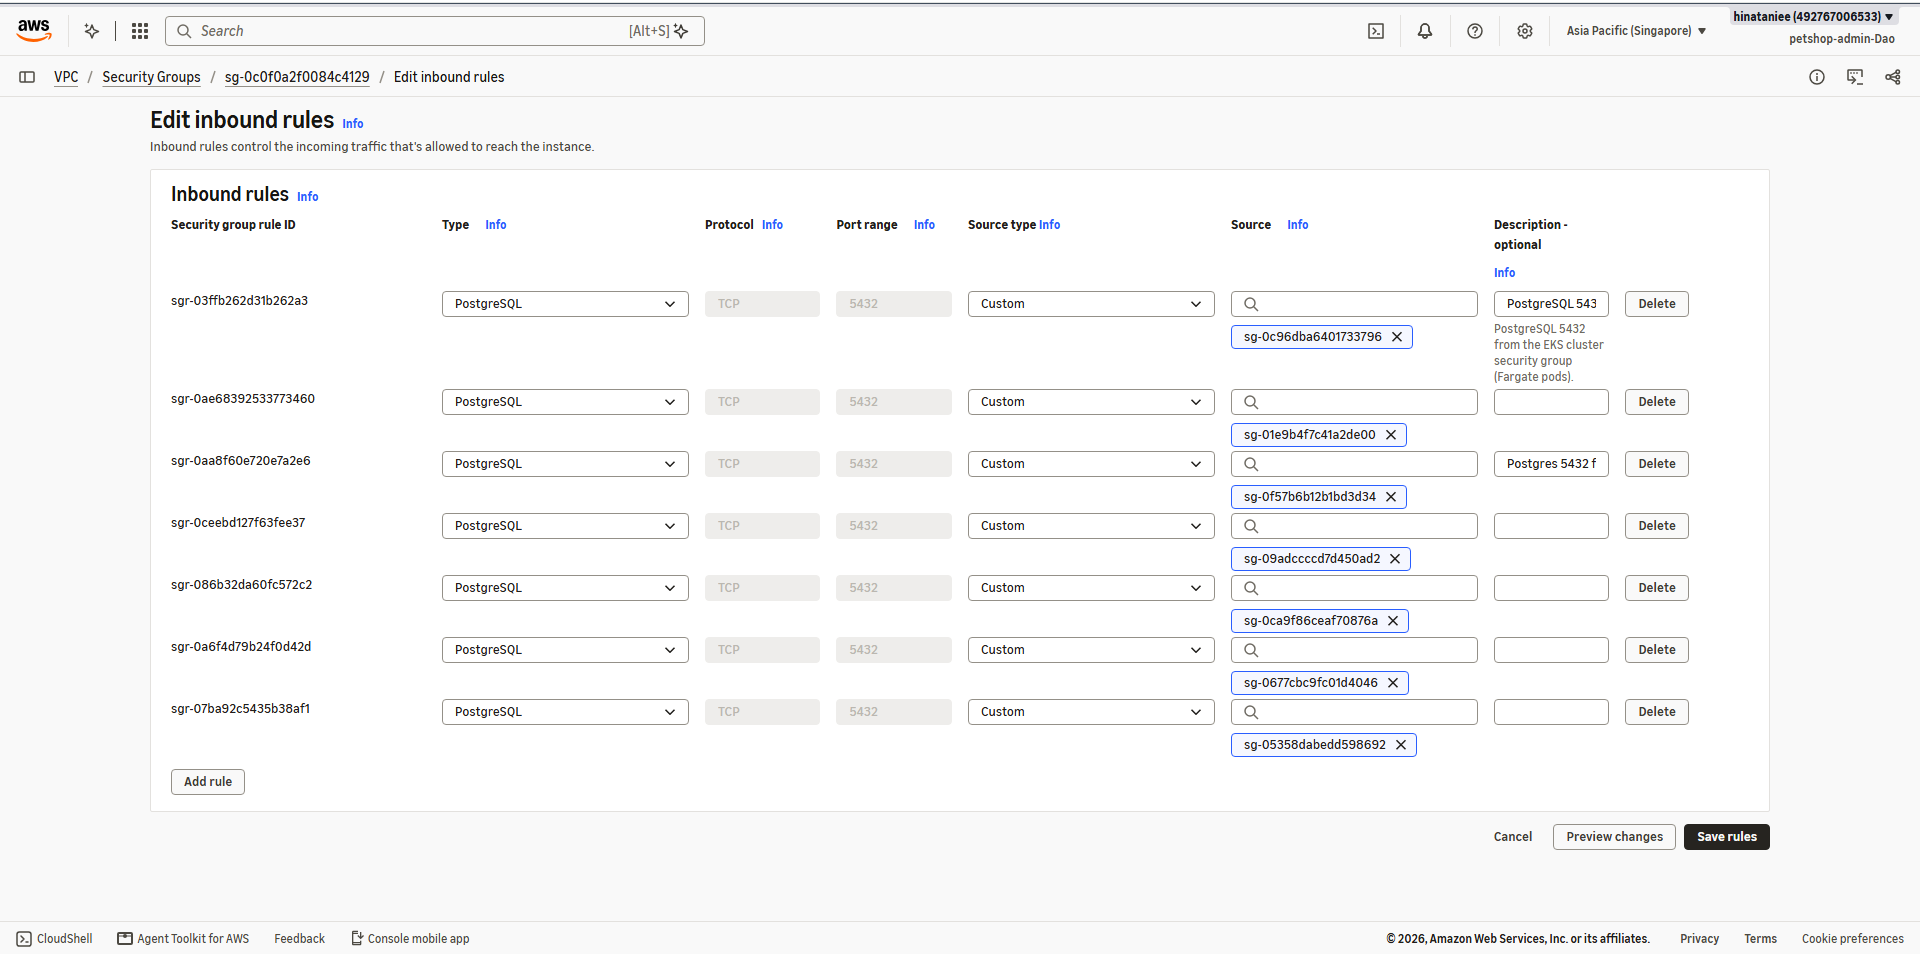 aws
Search
[Alt+S]
Asia Pacific (Singapore)
hinataniee (492767006533)
petshop-admin-Dao
VPC / Security Groups / sg-0c0f0a2f0084c4129 / Edit inbound rules
Edit inbound rules Info
Inbound rules control the incoming traffic that's allowed to reach the instance.
Inbound rules Info
Security group rule ID Type Info Protocol Info Port range Info Source type Info Source Info Description - optional Info
sgr-03ffb262d31b262a3 PostgreSQL TCP 5432 Custom PostgreSQL 543 Delete
sg-0c96dba6401733796
PostgreSQL 5432
from the EKS cluster
security group
(Fargate pods).
sgr-0ae68392533773460 PostgreSQL TCP 5432 Custom Delete
sg-01e9b4f7c41a2de00
sgr-0aa8f60e720e7a2e6 PostgreSQL TCP 5432 Custom Postgres 5432 f Delete
sg-0f57b6b12b1bd3d34
sgr-0ceebd127f63fee37 PostgreSQL TCP 5432 Custom Delete
sg-09adccccd7d450ad2
sgr-086b32da60fc572c2 PostgreSQL TCP 5432 Custom Delete
sg-0ca9f86ceaf70876a
sgr-0a6f4d79b24f0d42d PostgreSQL TCP 5432 Custom Delete
sg-0677cbc9fc01d4046
sgr-07ba92c5435b38af1 PostgreSQL TCP 5432 Custom Delete
sg-05358dabedd598692
Add rule
Cancel Preview changes Save rules
CloudShell Agent Toolkit for AWS Feedback Console mobile app © 2026, Amazon Web Services, Inc. or its affiliates. Privacy Terms Cookie preferences